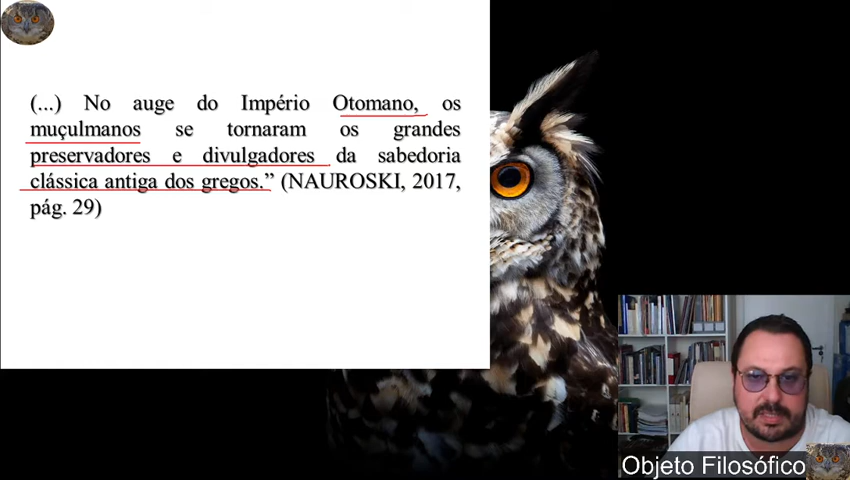 (...) No auge do Império Otomano, os
muçulmanos se tornaram os grandes
preservadores e divulgadores da sabedoria
clássica antiga dos gregos.” (NAUROSKI, 2017,
pág. 29)
Objeto Filosófico